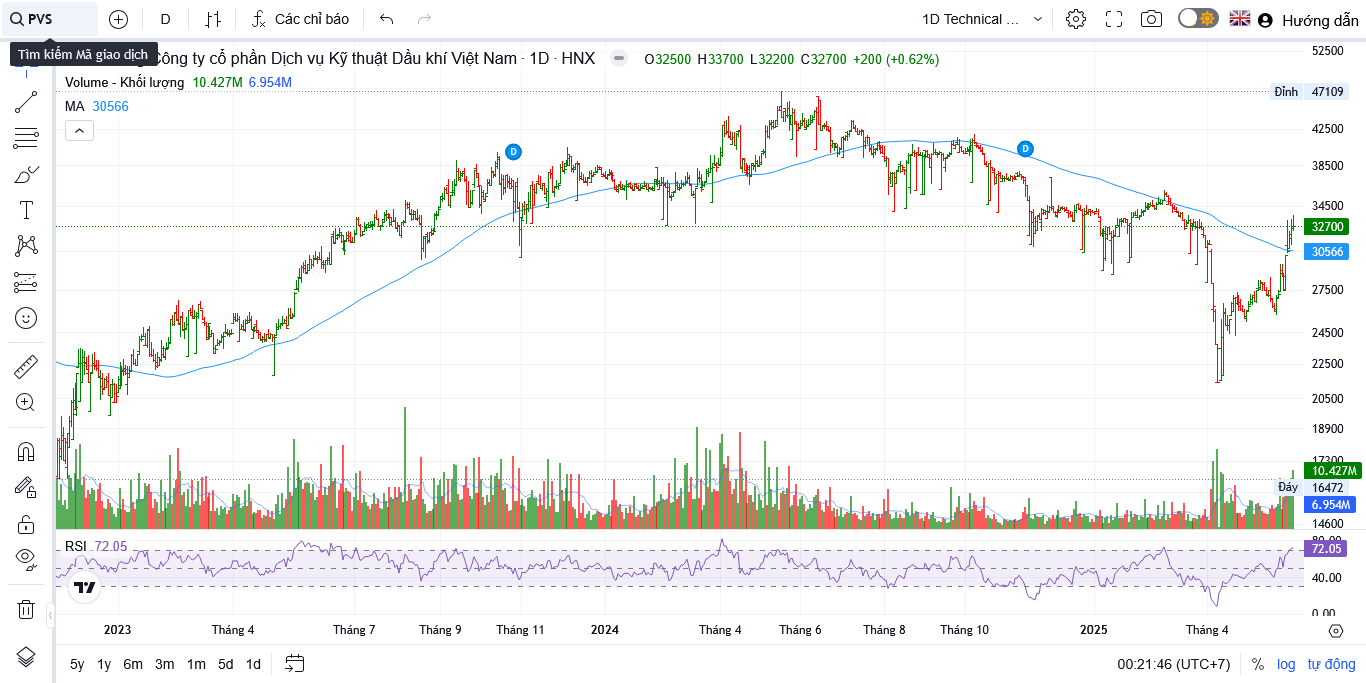 PVS
D
Các chỉ báo
1D Technical ...
Hướng dẫn
Tìm kiếm Mã giao dịch
Công ty cổ phần Dịch vụ Kỹ thuật Dầu khí Việt Nam · 1D · HNX
O32500 H33700 L32200 C32700 +200 (+0.62%)
Volume - Khối lượng 10.427M 6.954M
MA 30566
D
D
52500
Đỉnh 47109
42500
38500
34500
32700
30566
27500
24500
22500
20500
18900
17300
10.427M
Đáy 16472
6.954M
14600
RSI 72.05
80.00
72.05
40.00
0.00
2023 Tháng 4 Tháng 7 Tháng 9 Tháng 11 2024 Tháng 4 Tháng 6 Tháng 8 Tháng 10 2025 Tháng 4
5y 1y 6m 3m 1m 5d 1d
00:21:46 (UTC+7) % log tự động